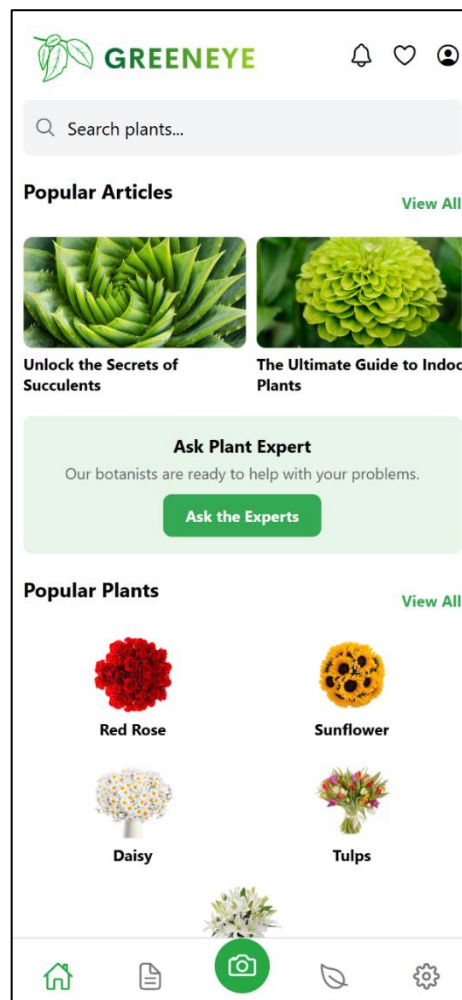 GREENEYE
Search plants...
Popular Articles
View All
Unlock the Secrets of
Succulents
The Ultimate Guide to Indoo
Plants
Ask Plant Expert
Our botanists are ready to help with your problems.
Ask the Experts
Popular Plants
View All
Red Rose
Sunflower
Daisy
Tulps